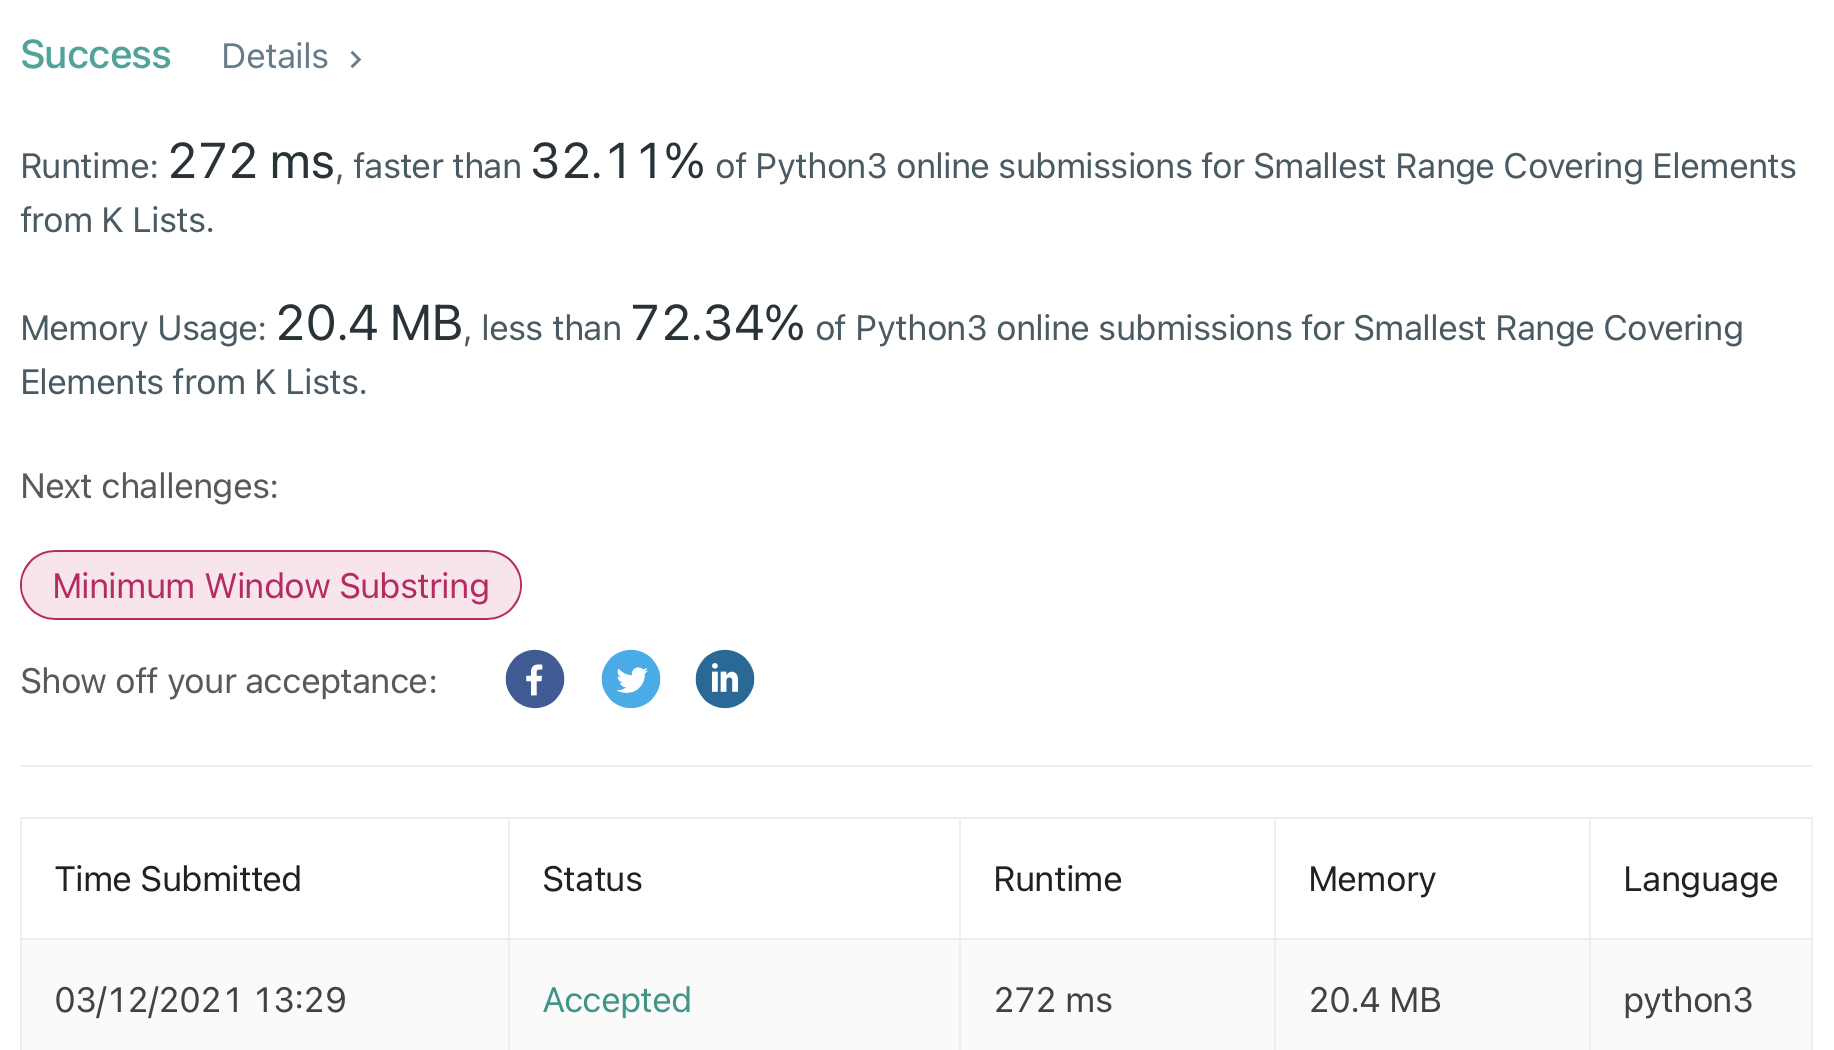 Success Details >
Runtime: 272 ms, faster than 32.11% of Python3 online submissions for Smallest Range Covering Elements
from K Lists.
Memory Usage: 20.4 MB, less than 72.34% of Python3 online submissions for Smallest Range Covering
Elements from K Lists.
Next challenges:
Minimum Window Substring
Show off your acceptance: f in
Time Submitted Status Runtime Memory Language
03/12/2021 13:29 Accepted 272 ms 20.4 MB python3